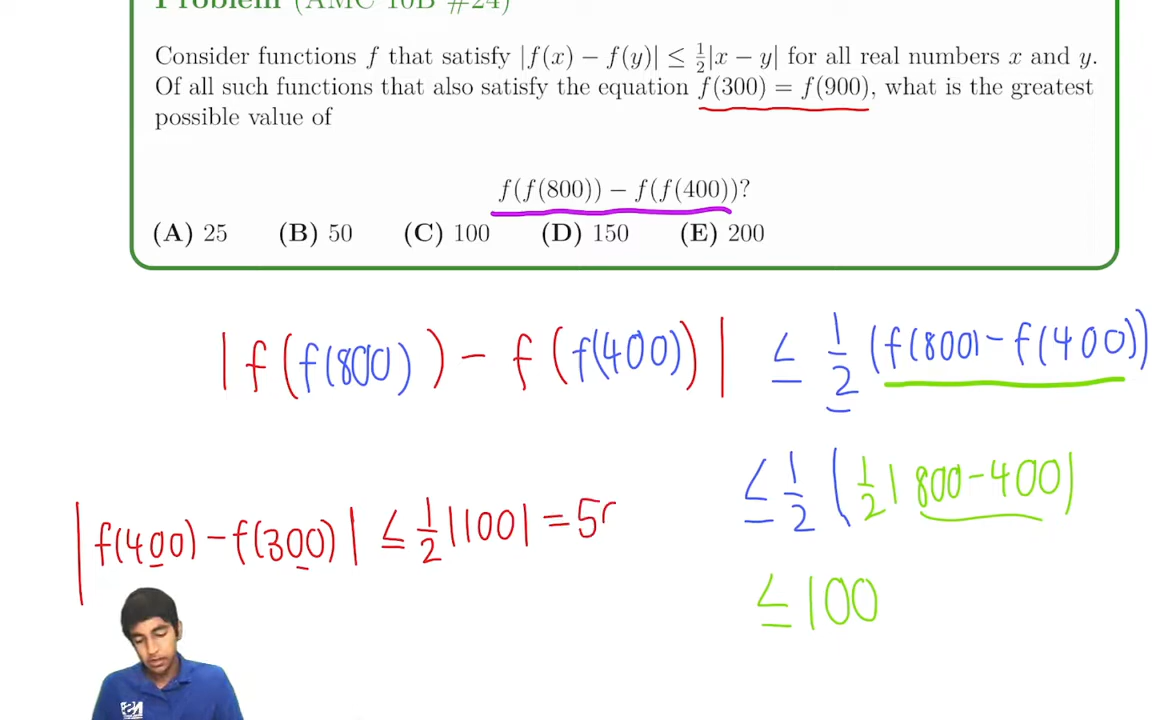 Problem (AMC 10B #24)
Consider functions f that satisfy |f(x) − f(y)| ≤ ½|x − y| for all real numbers x and y.
Of all such functions that also satisfy the equation f(300) = f(900), what is the greatest
possible value of
f(f(800)) − f(f(400))?
(A) 25 (B) 50 (C) 100 (D) 150 (E) 200
|f(f(800)) − f(f(400))| ≤ 1/2 (f(800) − f(400))
≤ 1/2 (1/2 | 800 − 400)
|f(400) − f(300)| ≤ 1/2 |100| = 50
≤ 100